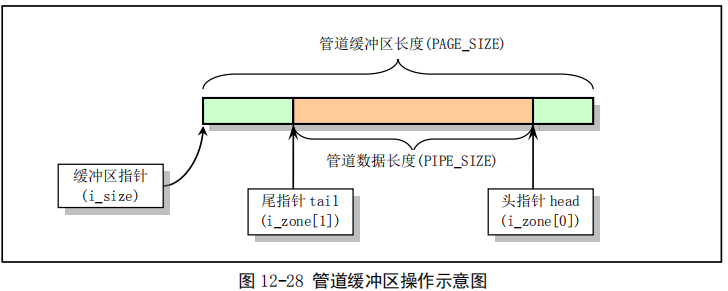 管道缓冲区长度(PAGE_SIZE)
管道数据长度(PIPE_SIZE)
缓冲区指针
(i_size)
尾指针 tail
(i_zone[1])
头指针 head
(i_zone[0])
图 12-28 管道缓冲区操作示意图